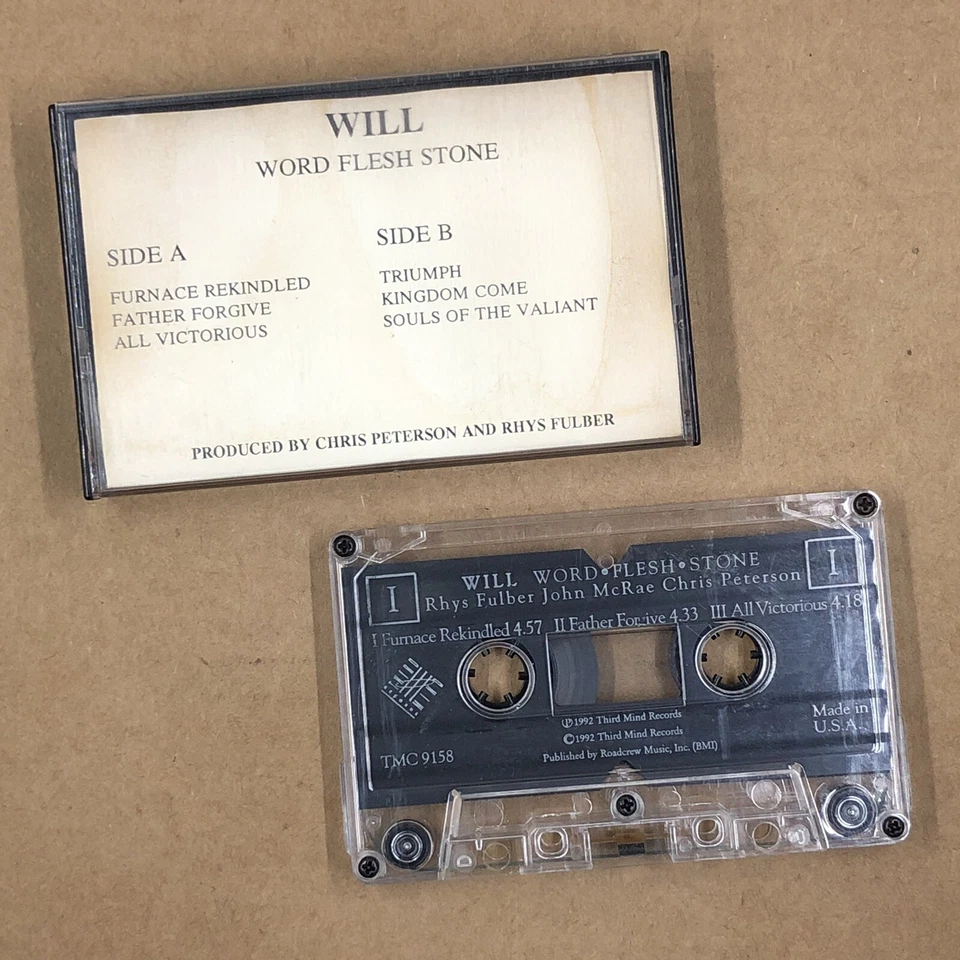 WILL
WORD FLESH STONE
SIDE A
FURNACE REKINDLED
FATHER FORGIVE
ALL VICTORIOUS
SIDE B
TRIUMPH
KINGDOM COME
SOULS OF THE VALIANT
PRODUCED BY CHRIS PETERSON AND RHYS FULBER
I
WILL WORD•FLESH•STONE
Rhys Fulber John McRae Chris Peterson
I
I Furnace Rekindled 4.57 II Father Forgive 4.33 III All Victorious 4.18
℗1992 Third Mind Records
©1992 Third Mind Records
Published by Roadcrew Music, Inc. (BMI)
TMC 9158
Made in
U.S.A.